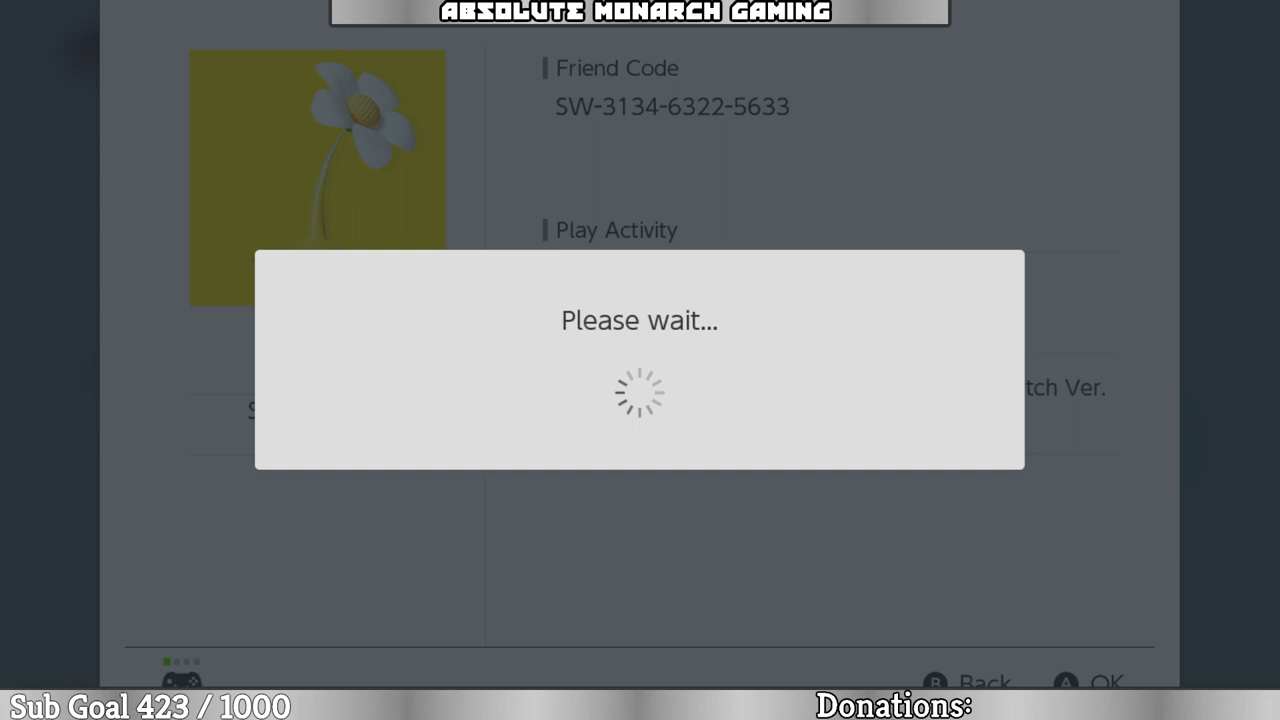 ABSOLUTE MONARCH GAMING
Friend Code
SW-3134-6322-5633
Play Activity
Please wait...
tch Ver.
S
B Back A OK
Sub Goal 423 / 1000
Donations: